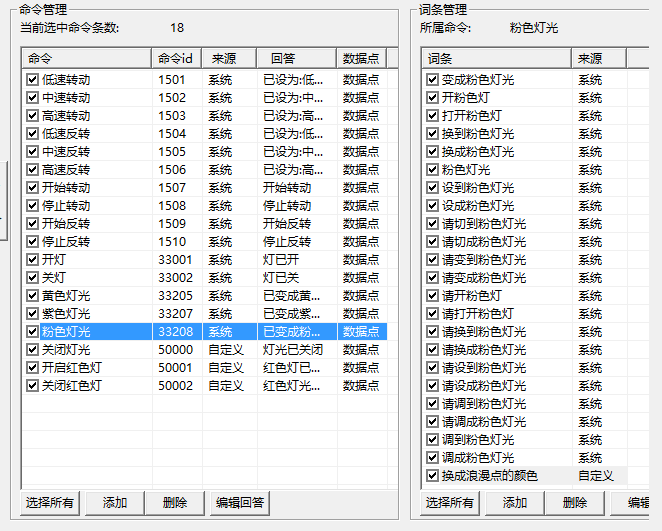 命令管理
当前选中命令条数: 18
命令 命令id 来源 回答 数据点
低速转动 1501 系统 已设为:低... 数据点
中速转动 1502 系统 已设为:中... 数据点
高速转动 1503 系统 已设为:高... 数据点
低速反转 1504 系统 已设为:低... 数据点
中速反转 1505 系统 已设为:中... 数据点
高速反转 1506 系统 已设为:高... 数据点
开始转动 1507 系统 开始转动 数据点
停止转动 1508 系统 停止转动 数据点
开始反转 1509 系统 开始反转 数据点
停止反转 1510 系统 停止反转 数据点
开灯 33001 系统 灯已开 数据点
关灯 33002 系统 灯已关 数据点
黄色灯光 33205 系统 已变成黄... 数据点
紫色灯光 33207 系统 已变成紫... 数据点
粉色灯光 33208 系统 已变成粉... 数据点
关闭灯光 50000 自定义 灯光已关闭 数据点
开启红色灯 50001 自定义 红色灯已... 数据点
关闭红色灯 50002 自定义 红色灯光... 数据点
选择所有 添加 删除 编辑回答
词条管理
所属命令: 粉色灯光
词条 来源
变成粉色灯光 系统
开粉色灯 系统
打开粉色灯 系统
换到粉色灯光 系统
换成粉色灯光 系统
粉色灯光 系统
设到粉色灯光 系统
设成粉色灯光 系统
请切到粉色灯光 系统
请切成粉色灯光 系统
请变到粉色灯光 系统
请变成粉色灯光 系统
请开粉色灯 系统
请打开粉色灯 系统
请换到粉色灯光 系统
请换成粉色灯光 系统
请设到粉色灯光 系统
请设成粉色灯光 系统
请调到粉色灯光 系统
请调成粉色灯光 系统
调到粉色灯光 系统
调成粉色灯光 系统
换成浪漫点的颜色 自定义
选择所有 添加 删除 编辑